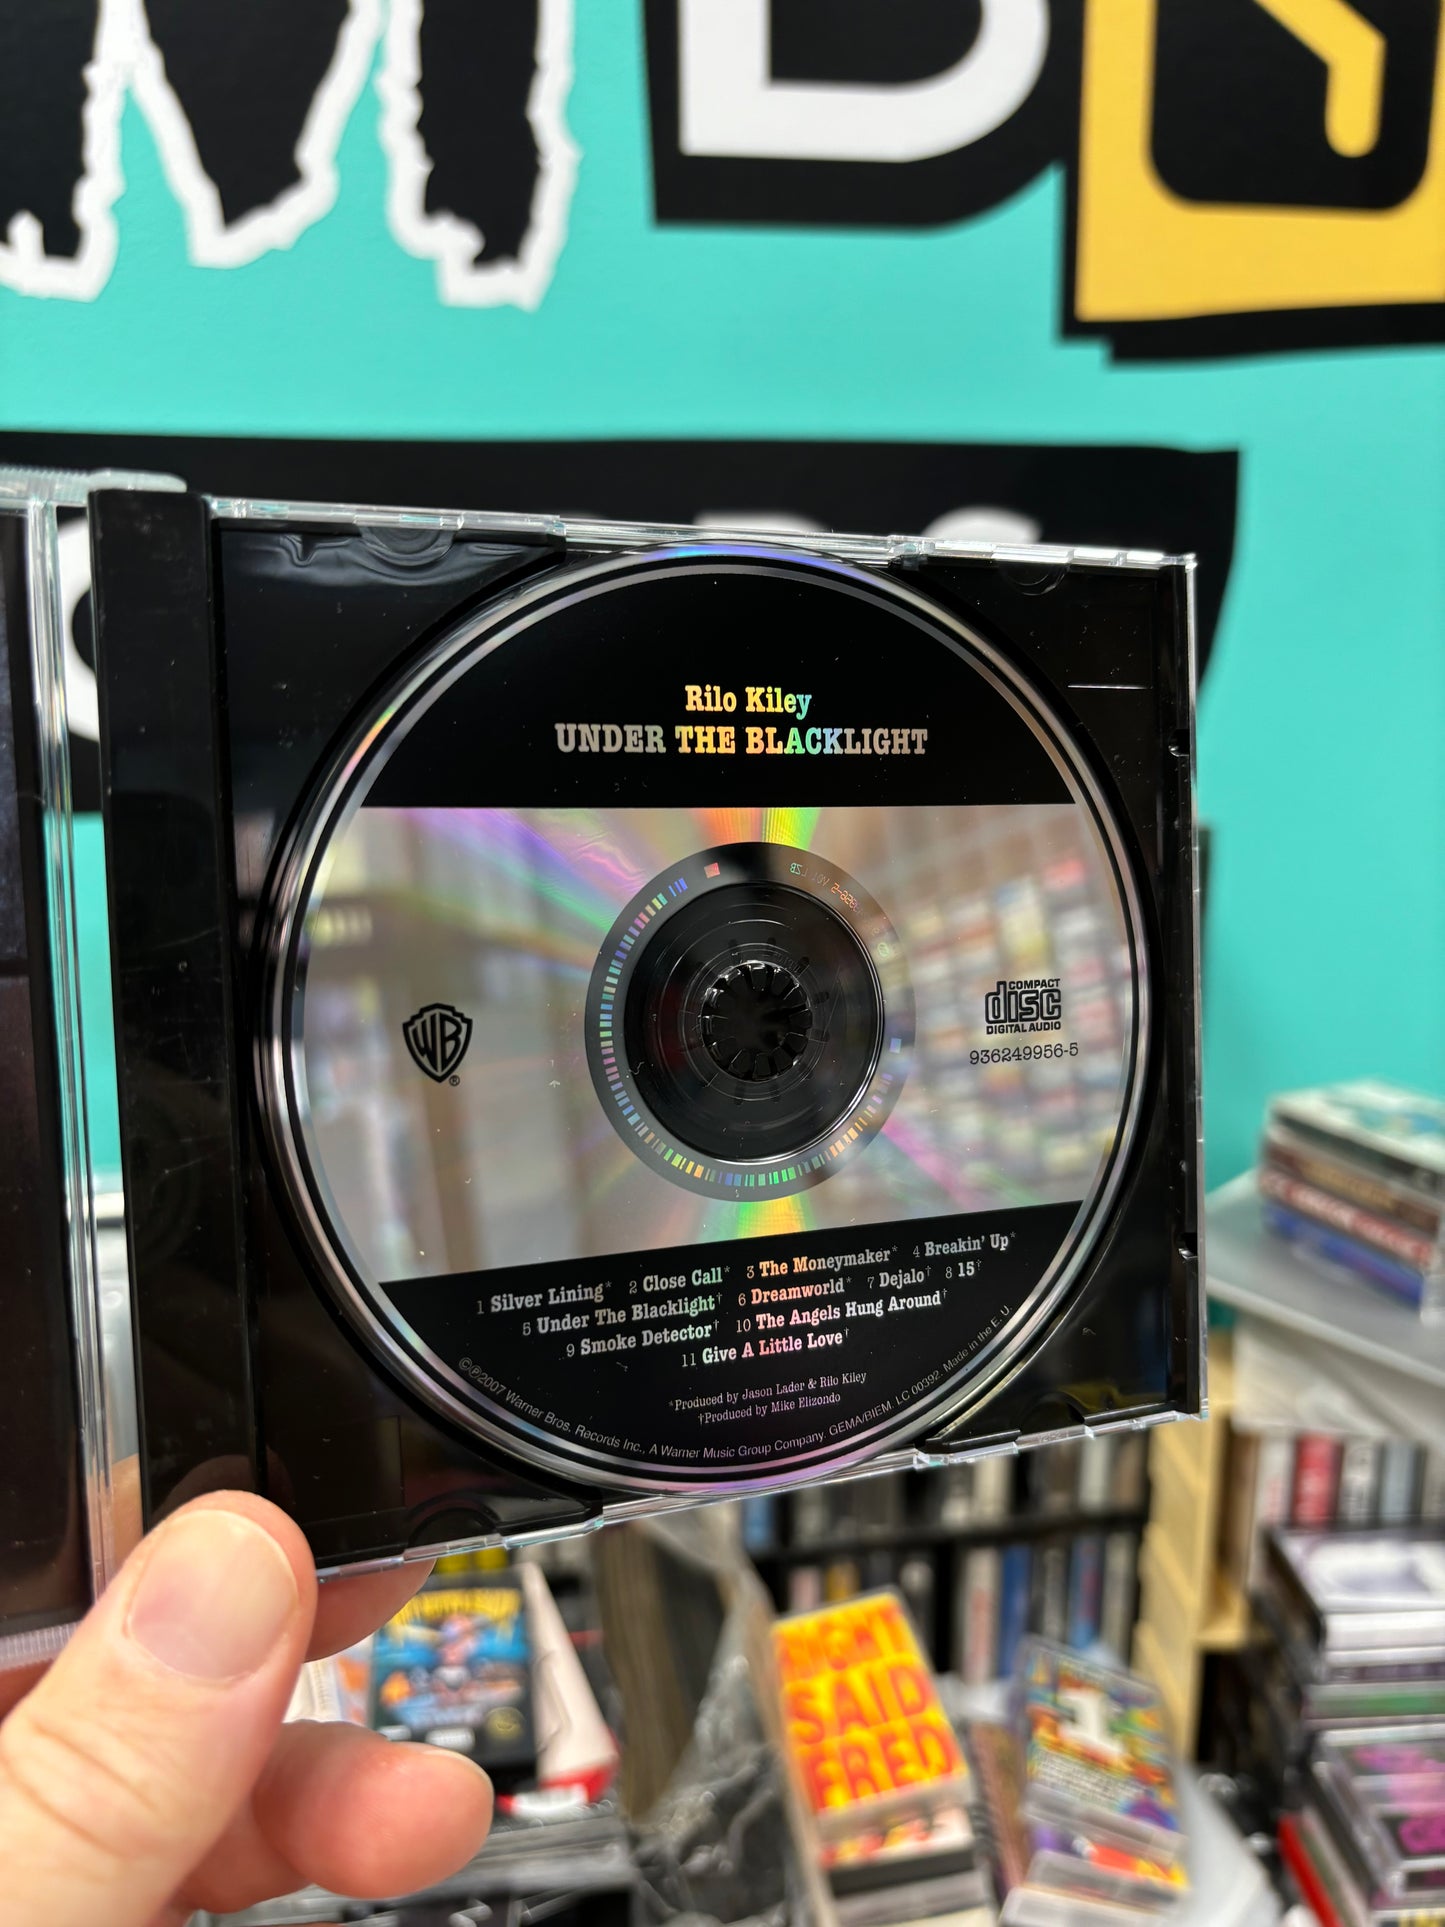 Rilo Kiley
UNDER THE BLACKLIGHT
WB®
COMPACT
disc
DIGITAL AUDIO
936249956-5
1 Silver Lining* 2 Close Call* 3 The Moneymaker* 4 Breakin' Up*
5 Under The Blacklight† 6 Dreamworld* 7 Dejalo† 8 15†
9 Smoke Detector† 10 The Angels Hung Around†
11 Give A Little Love†
*Produced by Jason Lader & Rilo Kiley
†Produced by Mike Elizondo
©℗2007 Warner Bros. Records Inc., A Warner Music Group Company. GEMA/BIEM. LC 00392. Made in the E. U.
RIGHT
SAID
FRED